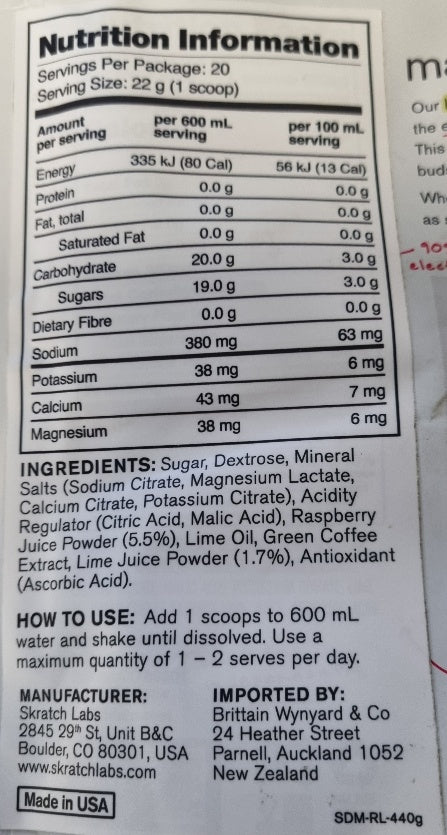 Nutrition Information
Servings Per Package: 20
Serving Size: 22 g (1 scoop)
Amount per serving per 600 mL serving per 100 mL serving
Energy 335 kJ (80 Cal) 56 kJ (13 Cal)
Protein 0.0 g 0.0 g
Fat, total 0.0 g 0.0 g
Saturated Fat 0.0 g 0.0 g
Carbohydrate 20.0 g 3.0 g
Sugars 19.0 g 3.0 g
Dietary Fibre 0.0 g 0.0 g
Sodium 380 mg 63 mg
Potassium 38 mg 6 mg
Calcium 43 mg 7 mg
Magnesium 38 mg 6 mg
INGREDIENTS: Sugar, Dextrose, Mineral
Salts (Sodium Citrate, Magnesium Lactate,
Calcium Citrate, Potassium Citrate), Acidity
Regulator (Citric Acid, Malic Acid), Raspberry
Juice Powder (5.5%), Lime Oil, Green Coffee
Extract, Lime Juice Powder (1.7%), Antioxidant
(Ascorbic Acid).
HOW TO USE: Add 1 scoops to 600 mL
water and shake until dissolved. Use a
maximum quantity of 1 – 2 serves per day.
MANUFACTURER:
Skratch Labs
2845 29th St, Unit B&C
Boulder, CO 80301, USA
www.skratchlabs.com
IMPORTED BY:
Brittain Wynyard & Co
24 Heather Street
Parnell, Auckland 1052
New Zealand
Made in USA
SDM-RL-440g
Our
the
This
as